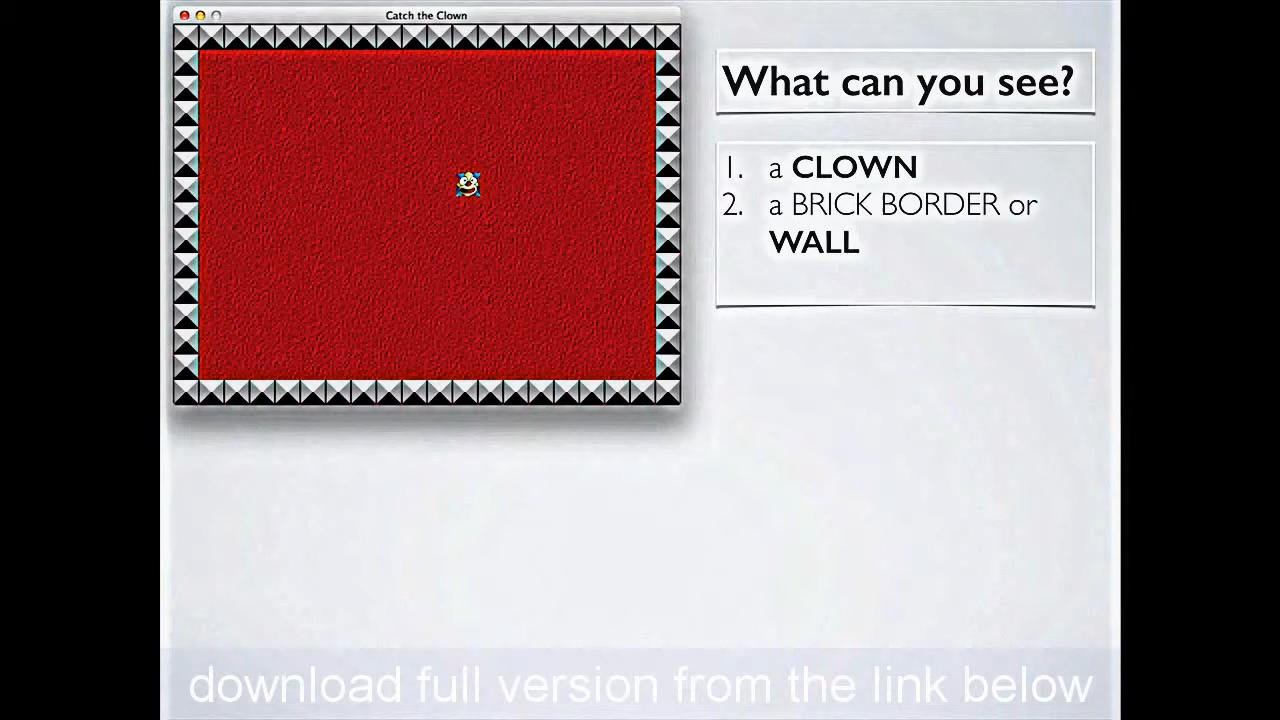 Catch the Clown
What can you see?
1. a CLOWN
2. a BRICK BORDER or
WALL
download full version from the link below